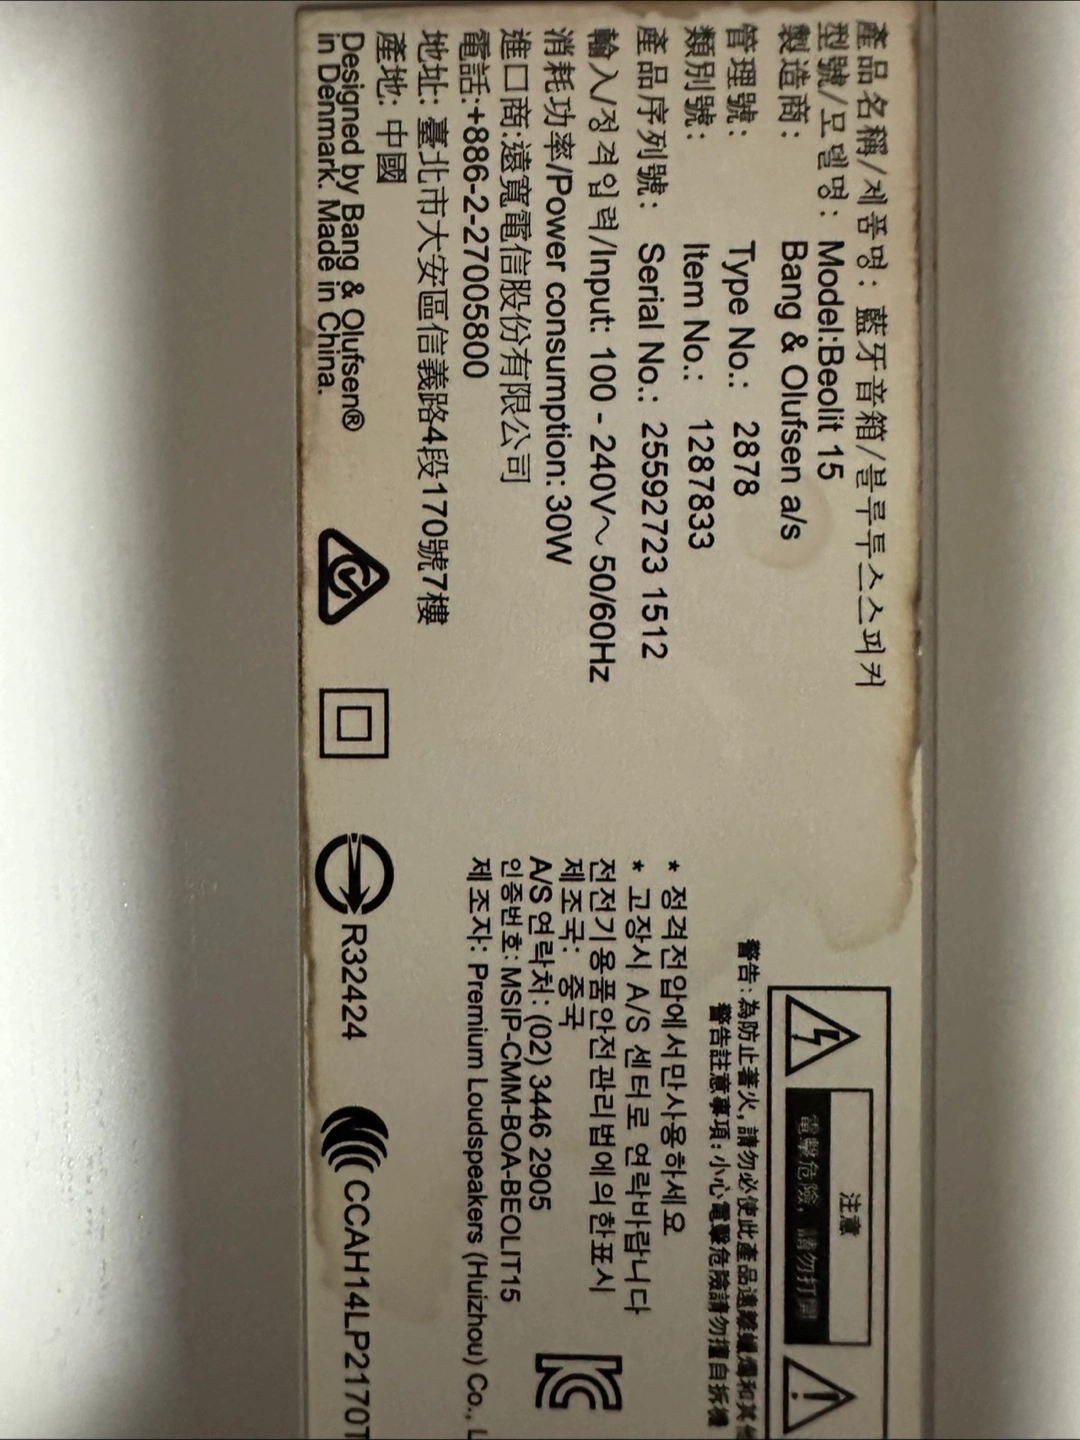 產品名稱/제품명: 藍牙音箱/블루투스스피커
型號/모델명: Model:Beolit 15
製造商: Bang & Olufsen a/s
管理號: Type No.: 2878
類別號: Item No.: 1287833
產品序列號: Serial No.: 25592723 1512
輸入/정격입력/Input: 100 - 240V~ 50/60Hz
消耗功率/Power consumption: 30W
進口商:遠寬電信股份有限公司
電話:+886-2-27005800
地址: 臺北市大安區信義路4段170號7樓
產地: 中國
Designed by Bang & Olufsen®
in Denmark. Made in China.
注意
電擊危險, 請勿打開
警告: 為防止著火, 請勿必使此產品遠離蠟燭和其他
警告註意事項: 小心電擊危險請勿擅自拆機
* 정격전압에서만사용하세요
* 고장시 A/S 센터로 연락바랍니다
전전기용품안전관리법에의한표시
제조국: 중국
A/S 연락처: (02) 3446 2905
인증번호: MSIP-CMM-BOA-BEOLIT15
제조자: Premium Loudspeakers (Huizhou) Co., L
R32424
CCAH14LP2170T